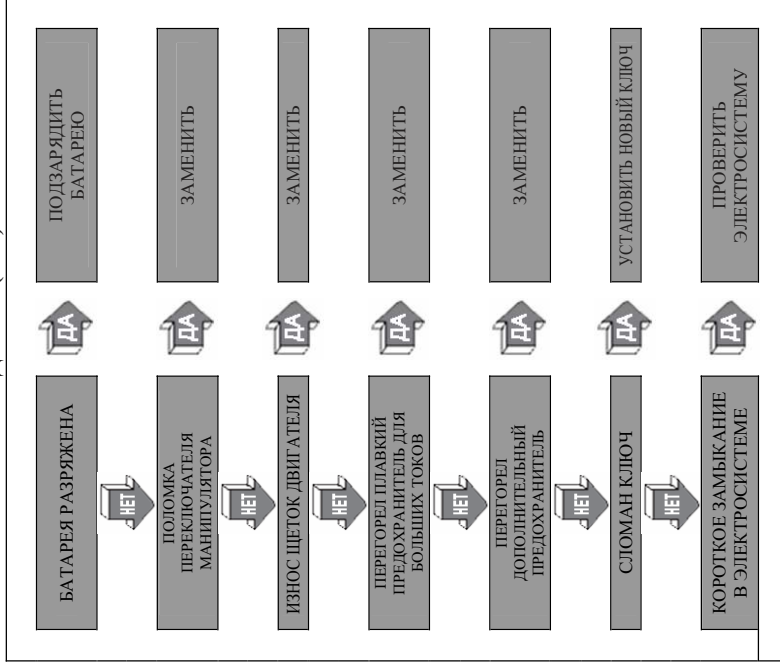 БАТАРЕЯ РАЗРЯЖЕНА
ДА
ПОДЗАРЯДИТЬ
БАТАРЕЮ
НЕТ
ПОЛОМКА
ПЕРЕКЛЮЧАТЕЛЯ
МАНИПУЛЯТОРА
ДА
ЗАМЕНИТЬ
НЕТ
ИЗНОС ЩЕТОК ДВИГАТЕЛЯ
ДА
ЗАМЕНИТЬ
НЕТ
ПЕРЕГОРЕЛ ПЛАВКИЙ
ПРЕДОХРАНИТЕЛЬ ДЛЯ
БОЛЬШИХ ТОКОВ
ДА
ЗАМЕНИТЬ
НЕТ
ПЕРЕГОРЕЛ
ДОПОЛНИТЕЛЬНЫЙ
ПРЕДОХРАНИТЕЛЬ
ДА
ЗАМЕНИТЬ
НЕТ
СЛОМАН КЛЮЧ
ДА
УСТАНОВИТЬ НОВЫЙ КЛЮЧ
НЕТ
КОРОТКОЕ ЗАМЫКАНИЕ
В ЭЛЕКТРОСИСТЕМЕ
ДА
ПРОВЕРИТЬ
ЭЛЕКТРОСИСТЕМУ